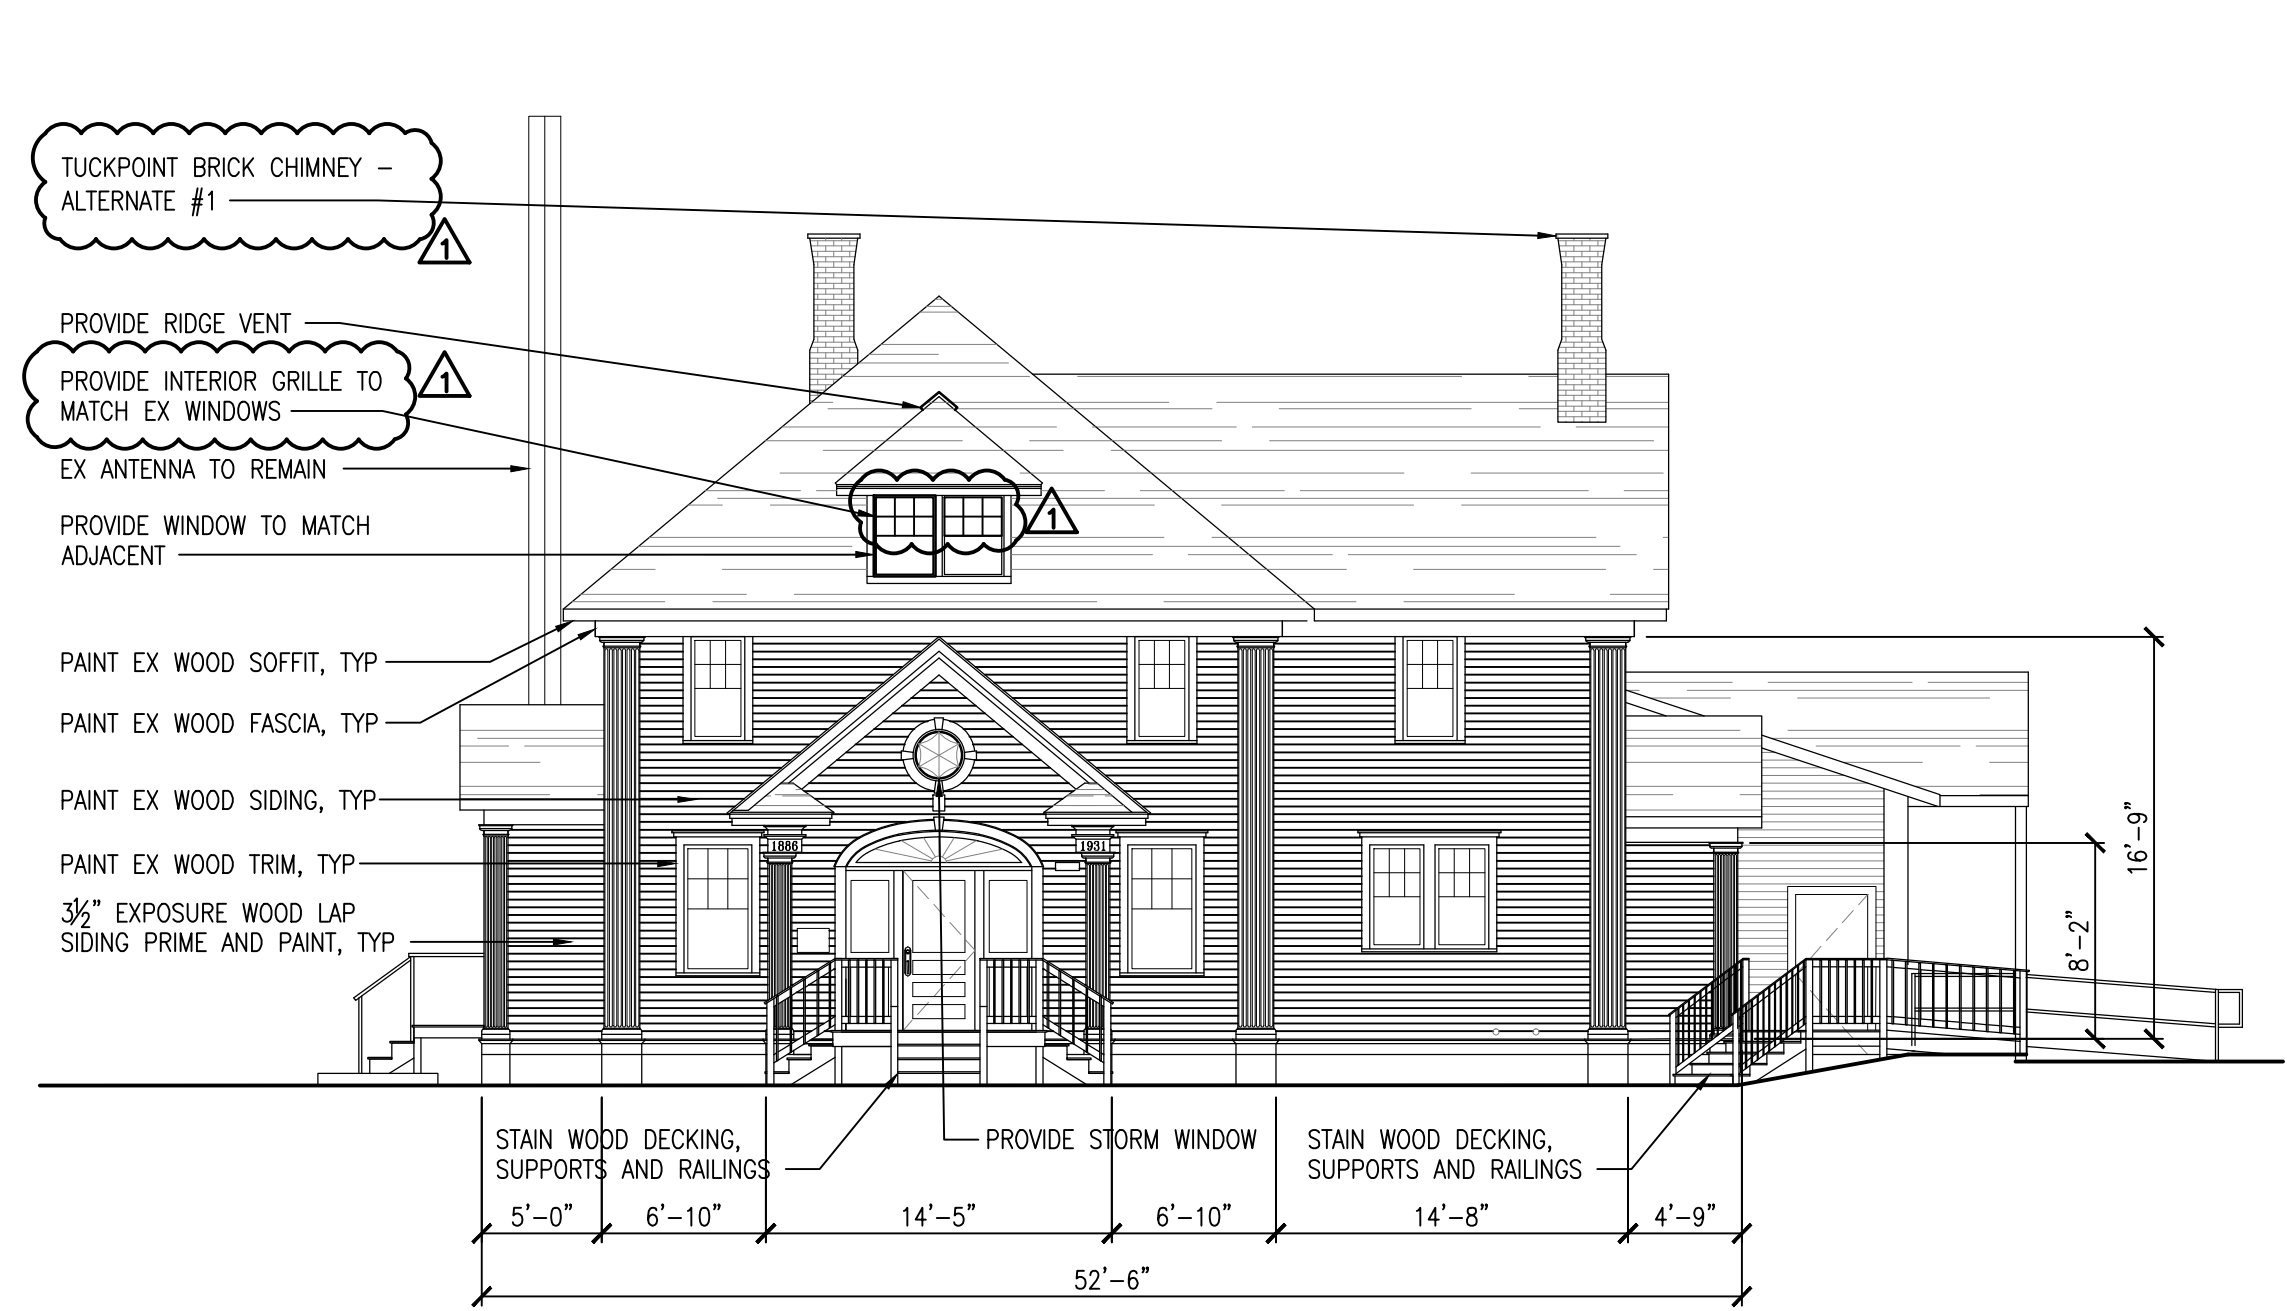 TUCKPOINT BRICK CHIMNEY –
ALTERNATE #1
1
PROVIDE RIDGE VENT
PROVIDE INTERIOR GRILLE TO
MATCH EX WINDOWS
1
EX ANTENNA TO REMAIN
1
PROVIDE WINDOW TO MATCH
ADJACENT
PAINT EX WOOD SOFFIT, TYP
PAINT EX WOOD FASCIA, TYP
PAINT EX WOOD SIDING, TYP
PAINT EX WOOD TRIM, TYP
3½" EXPOSURE WOOD LAP
SIDING PRIME AND PAINT, TYP
1886
1931
16'–9"
8'–2"
STAIN WOOD DECKING,
SUPPORTS AND RAILINGS
PROVIDE STORM WINDOW
STAIN WOOD DECKING,
SUPPORTS AND RAILINGS
5'–0"
6'–10"
14'–5"
6'–10"
14'–8"
4'–9"
52'–6"